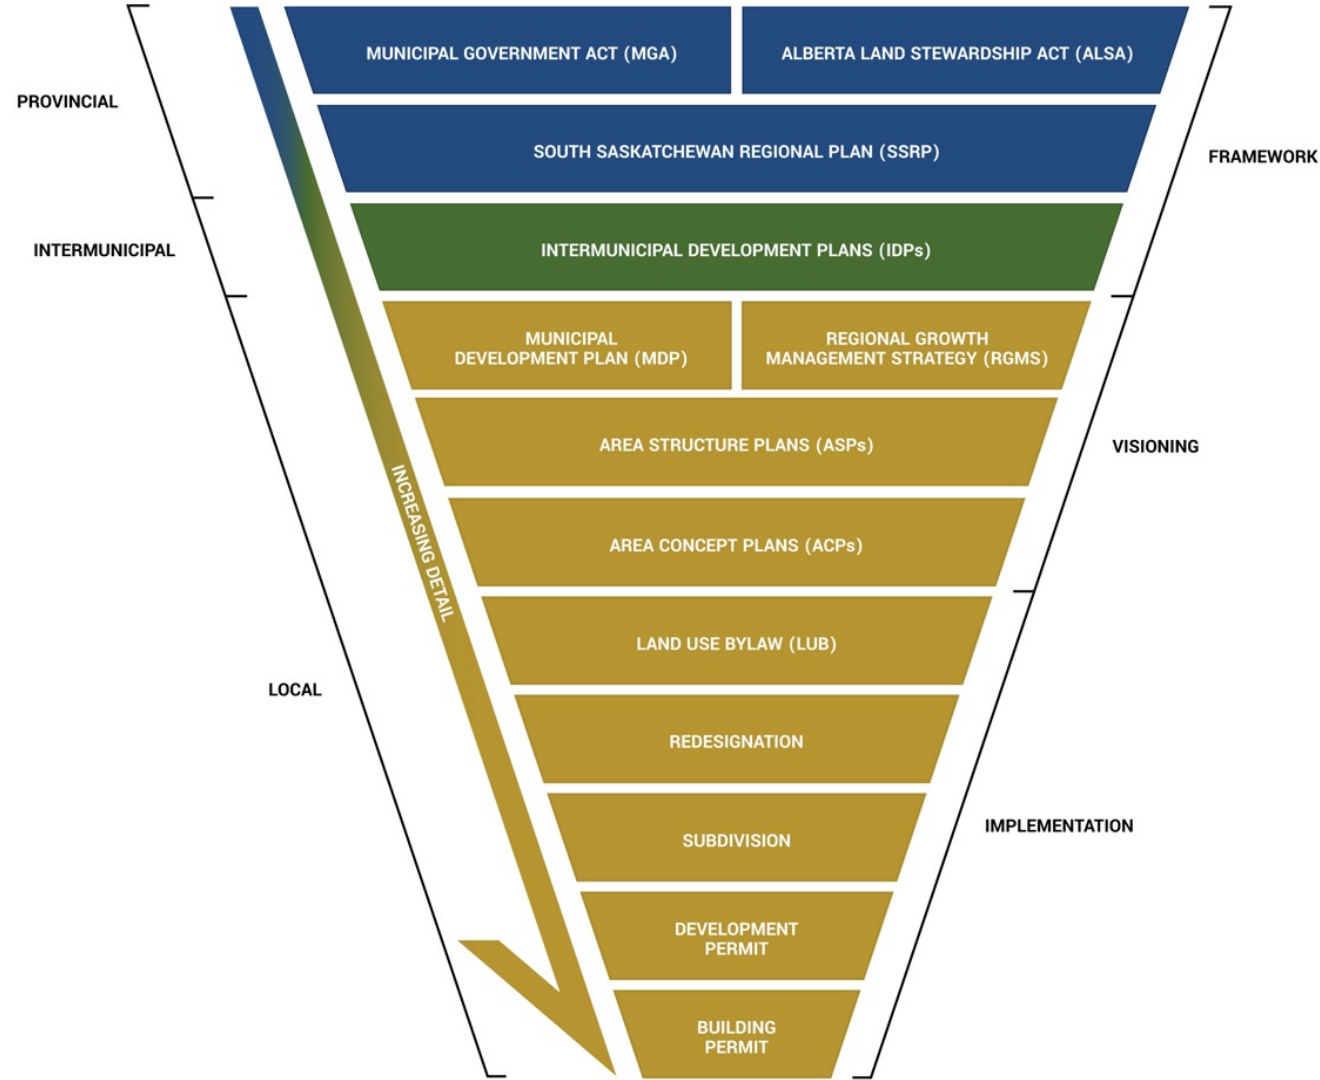 MUNICIPAL GOVERNMENT ACT (MGA)
ALBERTA LAND STEWARDSHIP ACT (ALSA)
PROVINCIAL
SOUTH SASKATCHEWAN REGIONAL PLAN (SSRP)
FRAMEWORK
INTERMUNICIPAL
INTERMUNICIPAL DEVELOPMENT PLANS (IDPs)
MUNICIPAL
DEVELOPMENT PLAN (MDP)
REGIONAL GROWTH
MANAGEMENT STRATEGY (RGMS)
AREA STRUCTURE PLANS (ASPs)
VISIONING
INCREASING DETAIL
AREA CONCEPT PLANS (ACPs)
LAND USE BYLAW (LUB)
LOCAL
REDESIGNATION
SUBDIVISION
IMPLEMENTATION
DEVELOPMENT
PERMIT
BUILDING
PERMIT